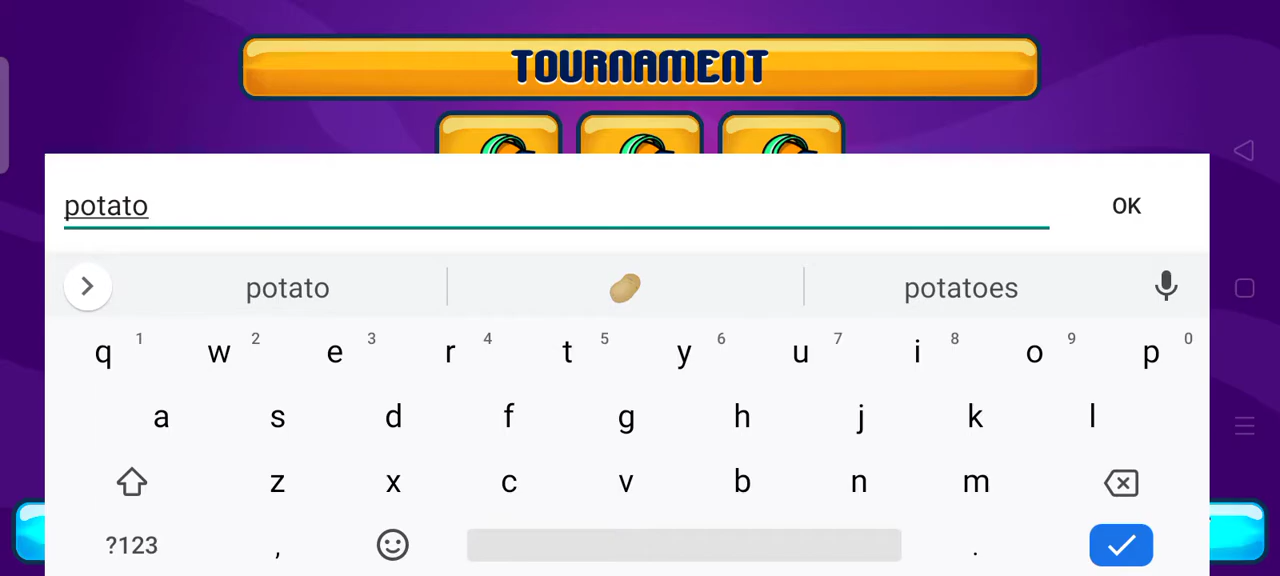 TOURNAMENT
potato OK
potato potatoes
q 1 w 2 e 3 r 4 t 5 y 6 u 7 i 8 o 9 p 0
a s d f g h j k l
z x c v b n m
?123 , .